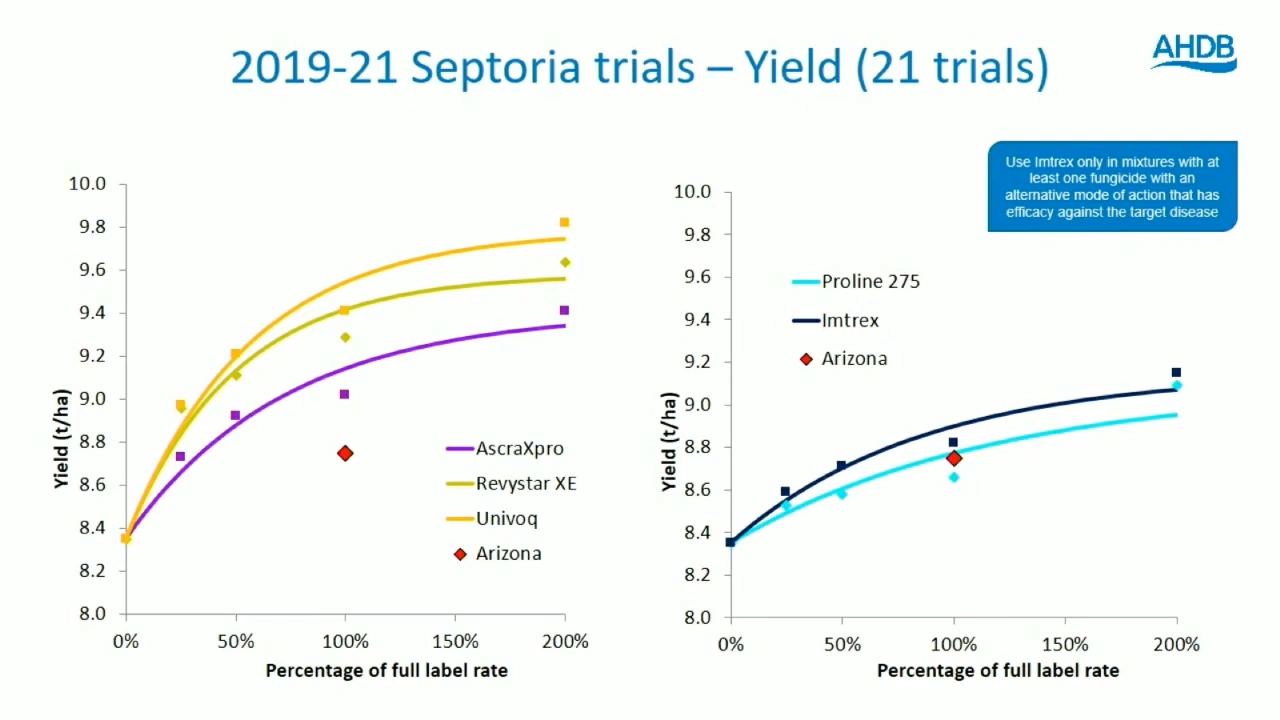 2019-21 Septoria trials – Yield (21 trials)
AHDB
Use Imtrex only in mixtures with at
least one fungicide with an
alternative mode of action that has
efficacy against the target disease
Yield (t/ha)
10.0
9.8
9.6
9.4
9.2
9.0
8.8
8.6
8.4
8.2
8.0
0%
50%
100%
150%
200%
Percentage of full label rate
AscraXpro
Revystar XE
Univoq
Arizona
Yield (t/ha)
10.0
9.8
9.6
9.4
9.2
9.0
8.8
8.6
8.4
8.2
8.0
0%
50%
100%
150%
200%
Percentage of full label rate
Proline 275
Imtrex
Arizona